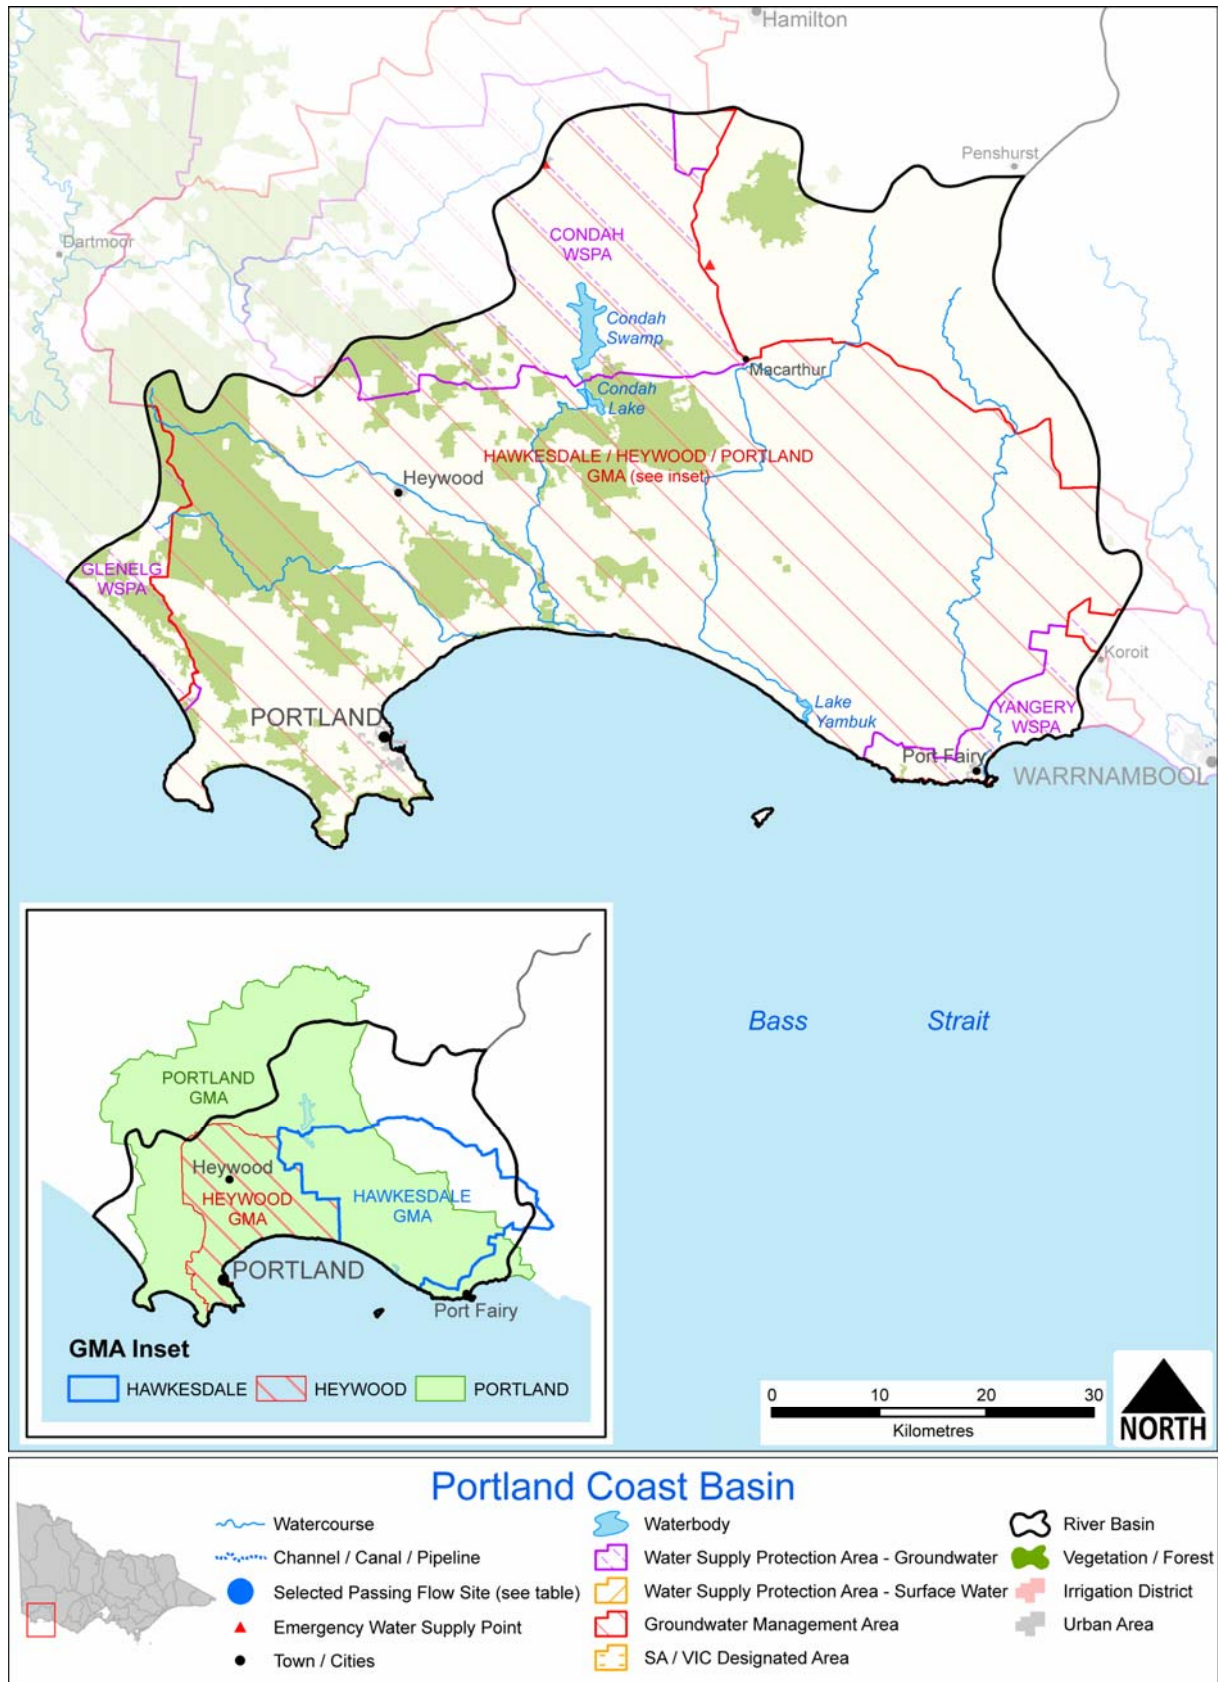 Hamilton
Penshurst
Dartmoor
CONDAH
WSPA
Condah
Swamp
Macarthur
Condah
Lake
HAWKESDALE / HEYWOOD / PORTLAND
GMA (see inset)
Heywood
GLENELG
WSPA
Koroit
PORTLAND
Lake
Yambuk
YANGERY
WSPA
Port Fairy
WARRNAMBOOL
Bass Strait
PORTLAND
GMA
Heywood
HEYWOOD
GMA
HAWKESDALE
GMA
PORTLAND
Port Fairy
GMA Inset
HAWKESDALE
HEYWOOD
PORTLAND
0 10 20 30
Kilometres
NORTH
Portland Coast Basin
Watercourse
Channel / Canal / Pipeline
Selected Passing Flow Site (see table)
Emergency Water Supply Point
Town / Cities
Waterbody
Water Supply Protection Area - Groundwater
Water Supply Protection Area - Surface Water
Groundwater Management Area
SA / VIC Designated Area
River Basin
Vegetation / Forest
Irrigation District
Urban Area